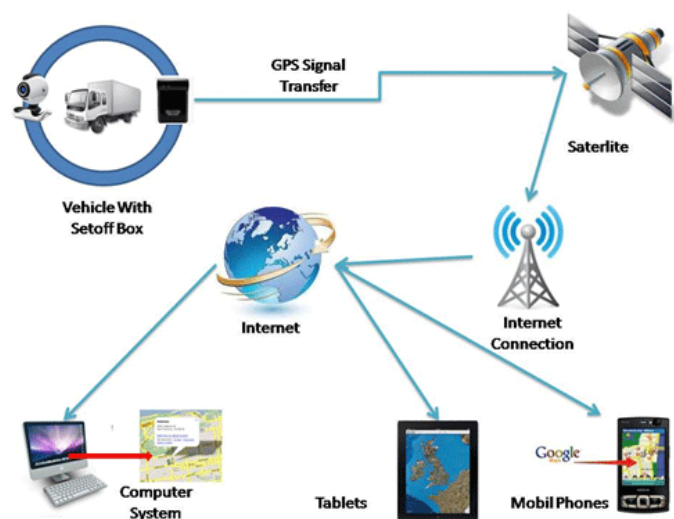 GPS Signal
Transfer
Saterlite
Vehicle With
Setoff Box
Internet
Internet
Connection
Google
Computer
System
Tablets
Mobil Phones